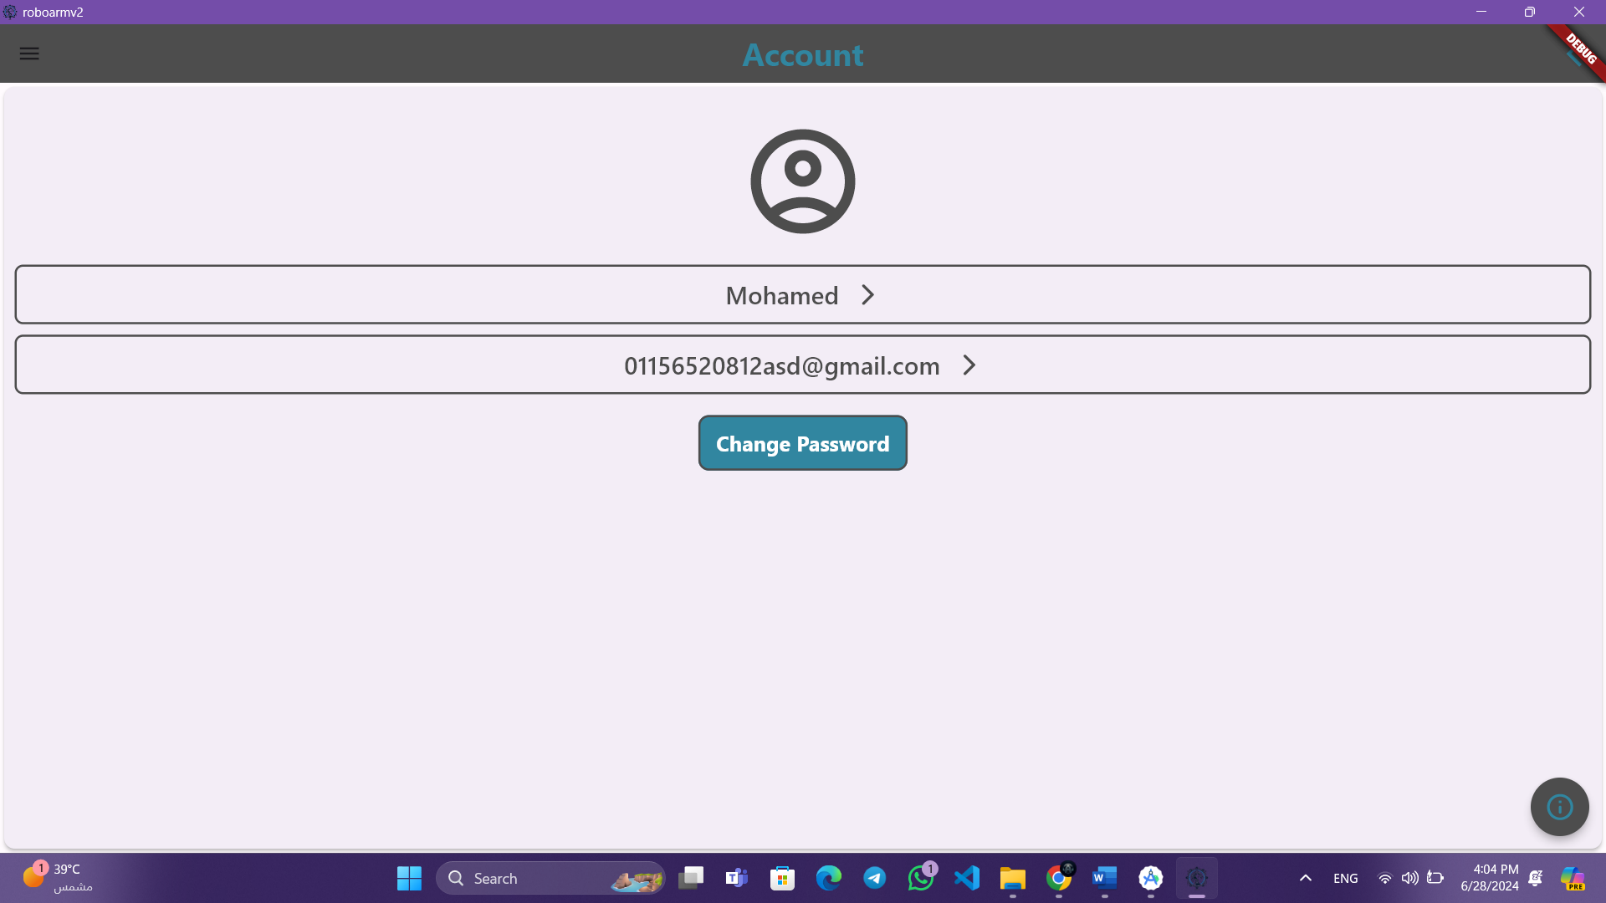 roboarmv2
Account
DEBUG
Mohamed
01156520812asd@gmail.com
Change Password
1
39°C
مشمس
Search
1
ENG
4:04 PM
6/28/2024
PRE